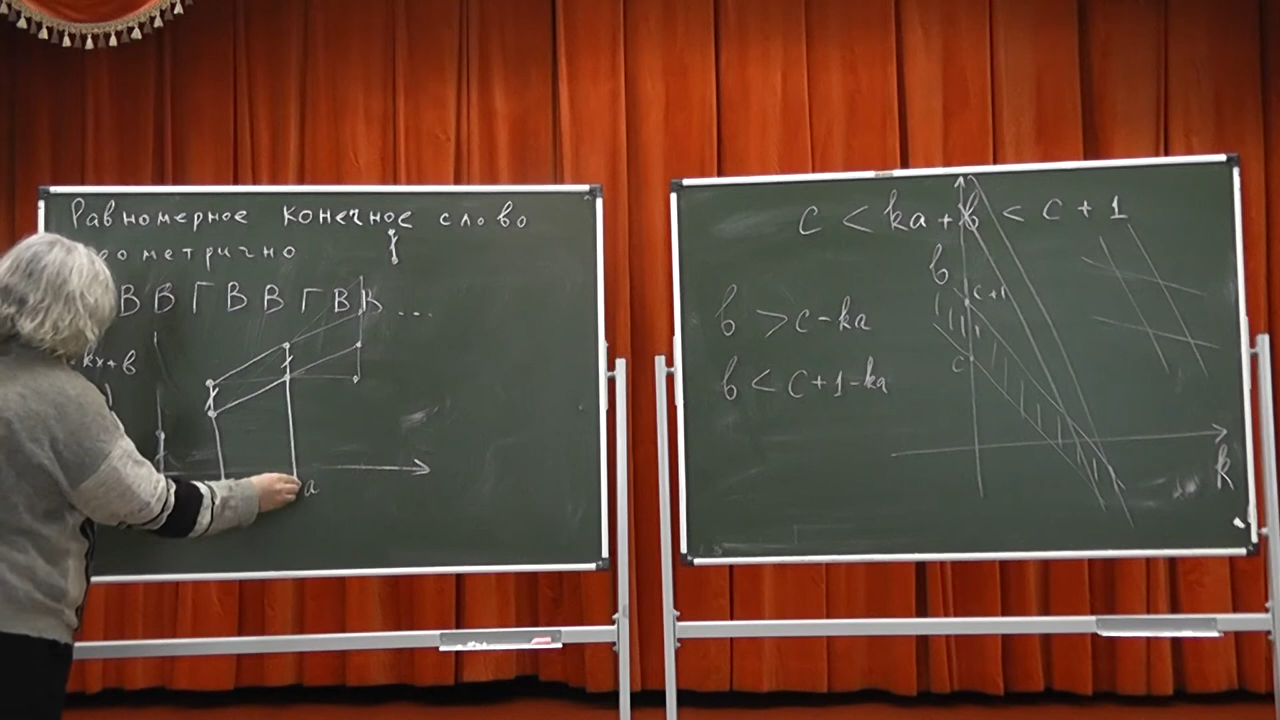 Равномерное конечное слово
ометрично
В В Г В В Г В В ...
kx+в
a
c < ka+в < c+1
в
c+1
в > c-ka
c
в < c+1-ka
k